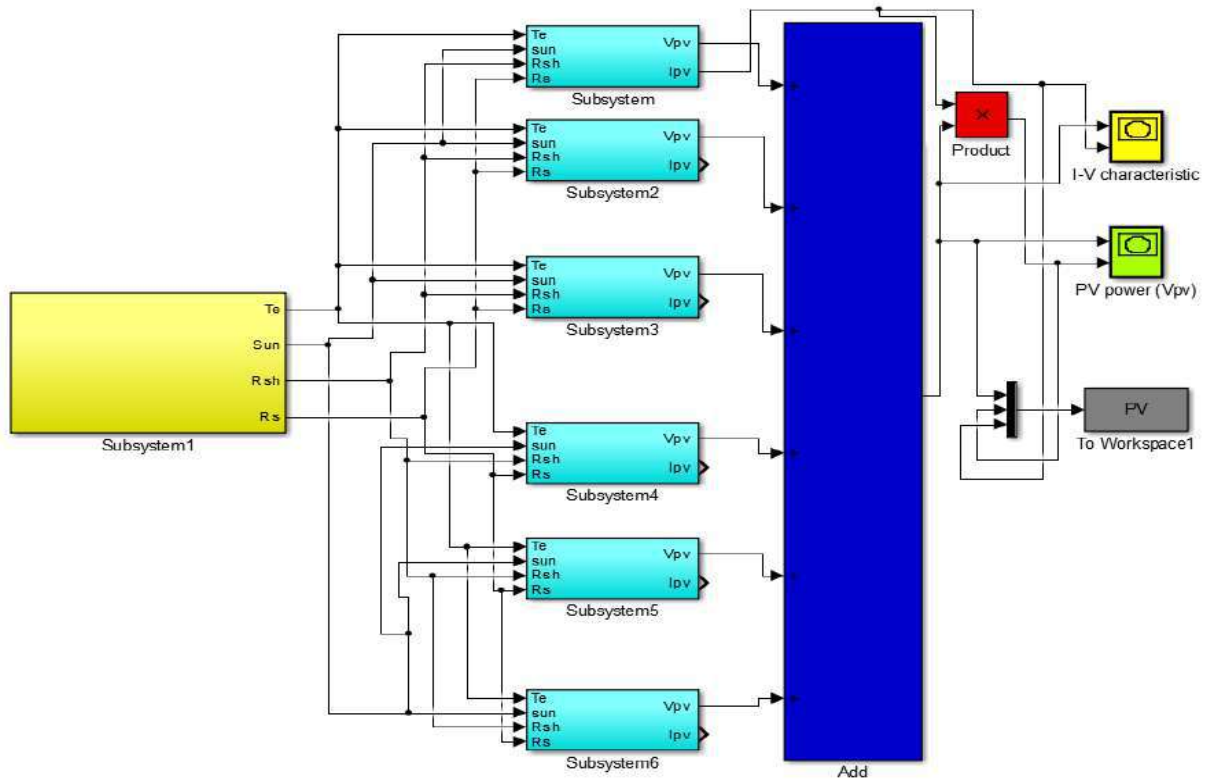 Te
sun
Rsh
Rs
Vpv
Ipv
Subsystem
Te
sun
Rsh
Rs
Vpv
Ipv
Subsystem2
Te
sun
Rsh
Rs
Vpv
Ipv
Subsystem3
Te
Sun
Rsh
Rs
Subsystem1
Te
sun
Rsh
Rs
Vpv
Ipv
Subsystem4
Te
sun
Rsh
Rs
Vpv
Ipv
Subsystem5
Te
sun
Rsh
Rs
Vpv
Ipv
Subsystem6
+
+
+
+
+
+
Add
×
Product
I-V characteristic
PV power (Vpv)
PV
To Workspace1